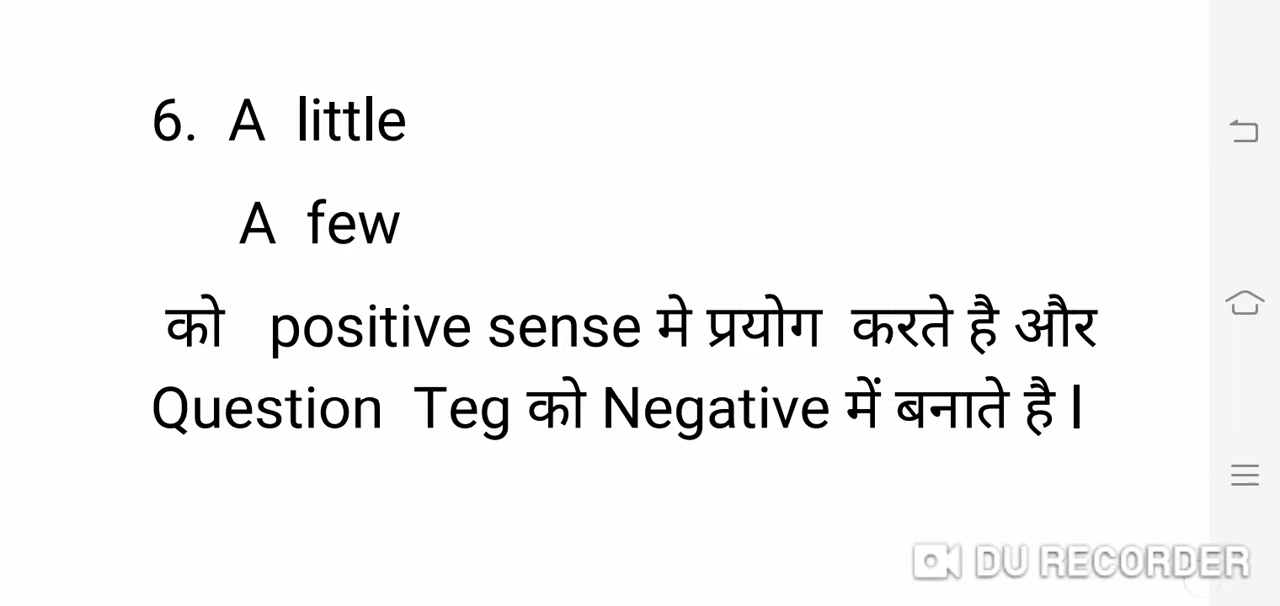 6. A little
A few
को positive sense मे प्रयोग करते है और
Question Teg को Negative में बनाते है l
DU RECORDER